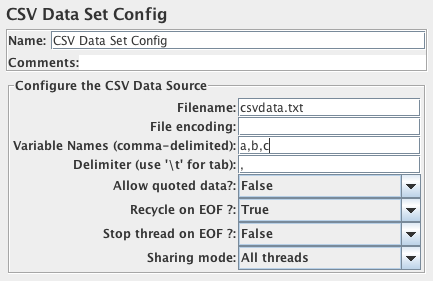 CSV Data Set Config
Name: CSV Data Set Config
Comments:
Configure the CSV Data Source
Filename: csvdata.txt
File encoding:
Variable Names (comma-delimited): a,b,c
Delimiter (use '\t' for tab): ,
Allow quoted data?: False
Recycle on EOF ?: True
Stop thread on EOF ?: False
Sharing mode: All threads